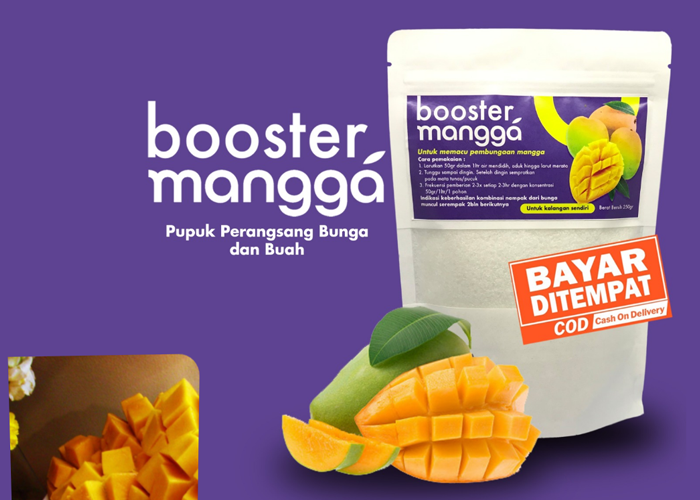 booster
manggá
Pupuk Perangsang Bunga
dan Buah
booster
manggá
Untuk memacu pembungaan mangga
Cara pemakaian :
1. Larutkan 50gr dalam 1ltr air mendidih, aduk hingga larut merata
2. Tunggu sampai dingin. Setelah dingin semprotkan
pada mata tunas/pucuk
3. Frekuensi pemberian 2-3x setiap 2-3hr dengan konsentrasi
50gr/1ltr/1 pohon
Indikasi keberhasilan kombinasi nampak dari bunga
muncul serempak 2bln berikutnya
Untuk kalangan sendiri
Berat Bersih 250gr
BAYAR
DITEMPAT
COD Cash On Delivery